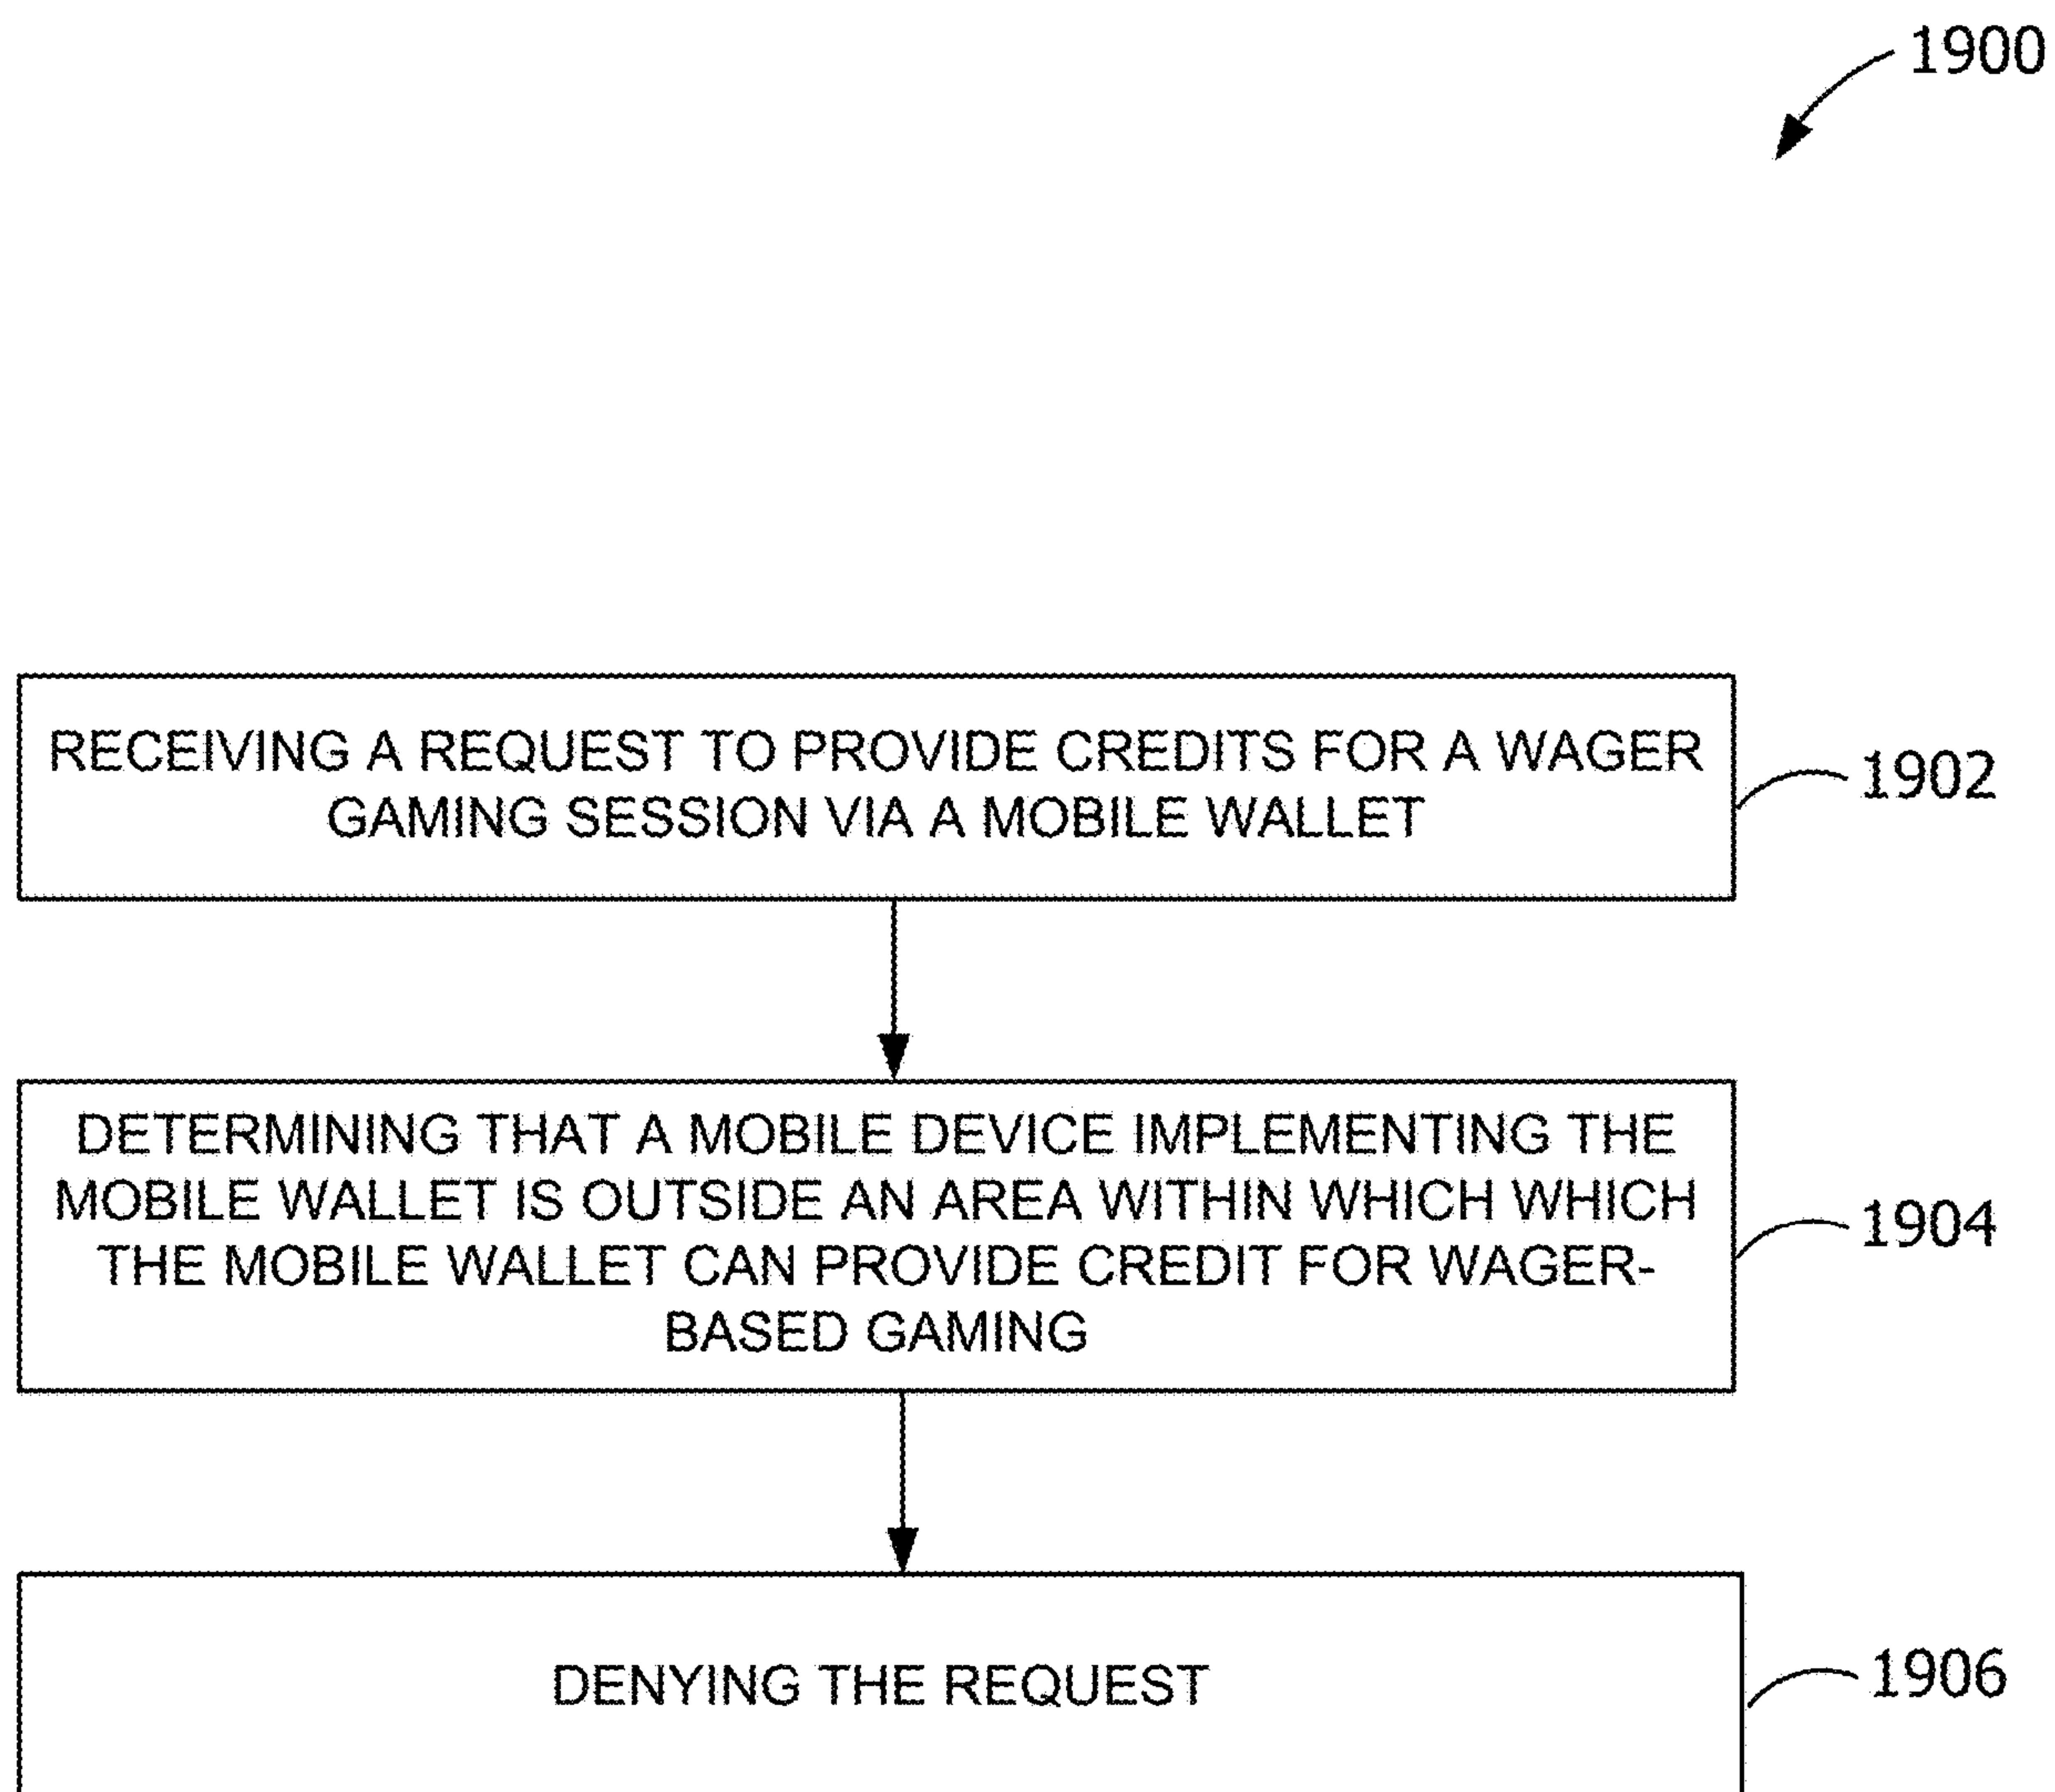 1900
RECEIVING A REQUEST TO PROVIDE CREDITS FOR A WAGER
GAMING SESSION VIA A MOBILE WALLET
1902
DETERMINING THAT A MOBILE DEVICE IMPLEMENTING THE
MOBILE WALLET IS OUTSIDE AN AREA WITHIN WHICH WHICH
THE MOBILE WALLET CAN PROVIDE CREDIT FOR WAGER-
BASED GAMING
1904
DENYING THE REQUEST
1906